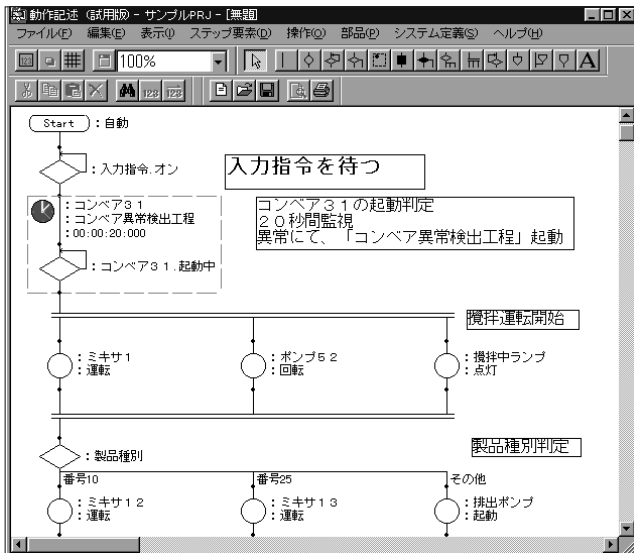 動作記述 (試用版) - サンプルPRJ - [無題]
ファイル(F) 編集(E) 表示(I) ステップ要素(D) 操作(O) 部品(P) システム定義(S) ヘルプ(H)
100%
A
123 123
Start : 自動
: 入力指令.オン
入力指令を待つ
: コンベア31
: コンベア異常検出工程
: 00:00:20:000
コンベア31の起動判定
20秒間監視
異常にて、「コンベア異常検出工程」起動
: コンベア31.起動中
攪拌運転開始
: ミキサ1
: 運転
: ポンプ52
: 回転
: 攪拌中ランプ
: 点灯
: 製品種別
製品種別判定
番号10
番号25
その他
: ミキサ12
: 運転
: ミキサ13
: 運転
: 排出ポンプ
: 起動